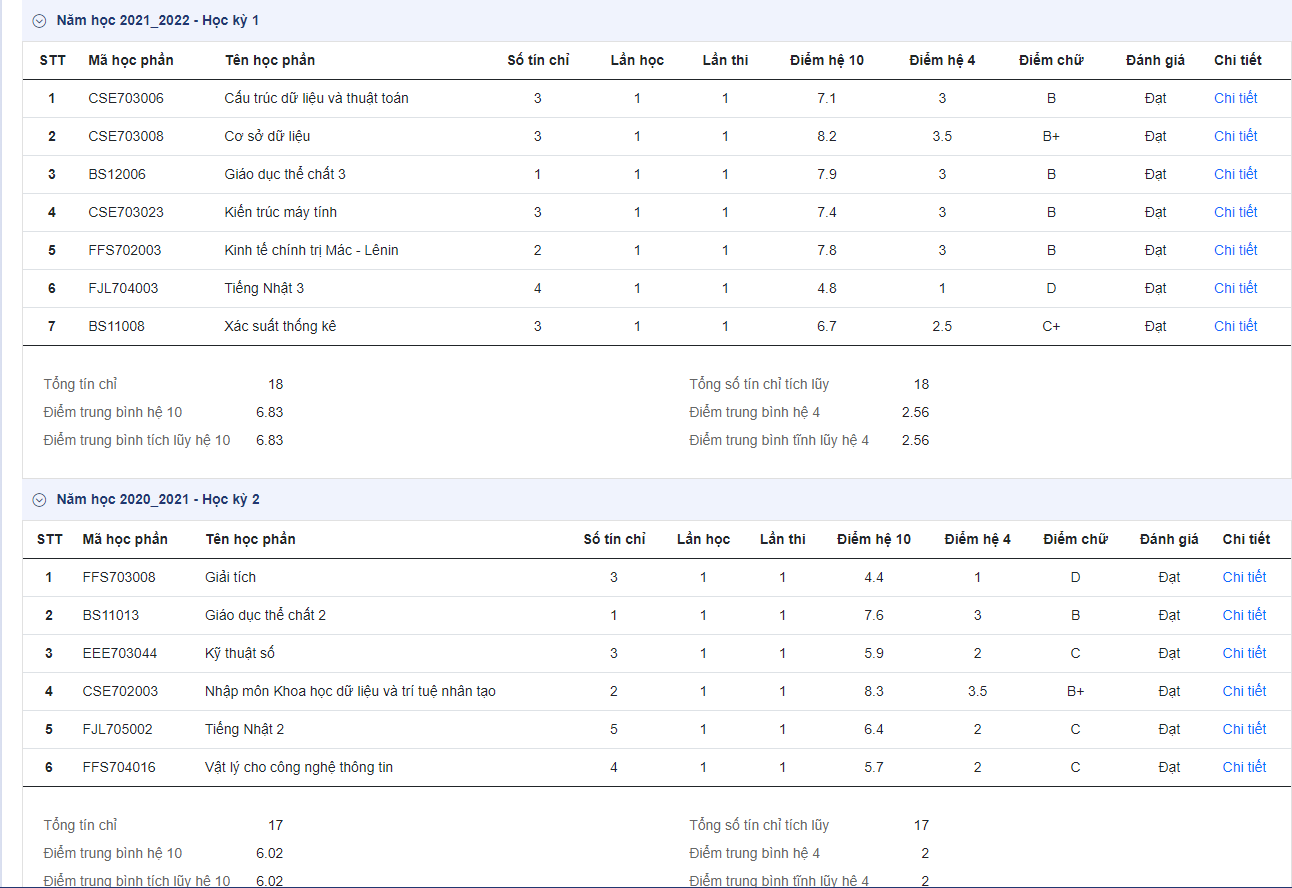 Năm học 2021_2022 - Học kỳ 1
STT Mã học phần Tên học phần Số tín chỉ Lần học Lần thi Điểm hệ 10 Điểm hệ 4 Điểm chữ Đánh giá Chi tiết
1 CSE703006 Cấu trúc dữ liệu và thuật toán 3 1 1 7.1 3 B Đạt Chi tiết
2 CSE703008 Cơ sở dữ liệu 3 1 1 8.2 3.5 B+ Đạt Chi tiết
3 BS12006 Giáo dục thể chất 3 1 1 1 7.9 3 B Đạt Chi tiết
4 CSE703023 Kiến trúc máy tính 3 1 1 7.4 3 B Đạt Chi tiết
5 FFS702003 Kinh tế chính trị Mác - Lênin 2 1 1 7.8 3 B Đạt Chi tiết
6 FJL704003 Tiếng Nhật 3 4 1 1 4.8 1 D Đạt Chi tiết
7 BS11008 Xác suất thống kê 3 1 1 6.7 2.5 C+ Đạt Chi tiết
Tổng tín chỉ 18 Tổng số tín chỉ tích lũy 18
Điểm trung bình hệ 10 6.83 Điểm trung bình hệ 4 2.56
Điểm trung bình tích lũy hệ 10 6.83 Điểm trung bình tĩnh lũy hệ 4 2.56
Năm học 2020_2021 - Học kỳ 2
STT Mã học phần Tên học phần Số tín chỉ Lần học Lần thi Điểm hệ 10 Điểm hệ 4 Điểm chữ Đánh giá Chi tiết
1 FFS703008 Giải tích 3 1 1 4.4 1 D Đạt Chi tiết
2 BS11013 Giáo dục thể chất 2 1 1 1 7.6 3 B Đạt Chi tiết
3 EEE703044 Kỹ thuật số 3 1 1 5.9 2 C Đạt Chi tiết
4 CSE702003 Nhập môn Khoa học dữ liệu và trí tuệ nhân tạo 2 1 1 8.3 3.5 B+ Đạt Chi tiết
5 FJL705002 Tiếng Nhật 2 5 1 1 6.4 2 C Đạt Chi tiết
6 FFS704016 Vật lý cho công nghệ thông tin 4 1 1 5.7 2 C Đạt Chi tiết
Tổng tín chỉ 17 Tổng số tín chỉ tích lũy 17
Điểm trung bình hệ 10 6.02 Điểm trung bình hệ 4 2
Điểm trung bình tích lũy hệ 10 6.02 Điểm trung bình tĩnh lũy hệ 4 2